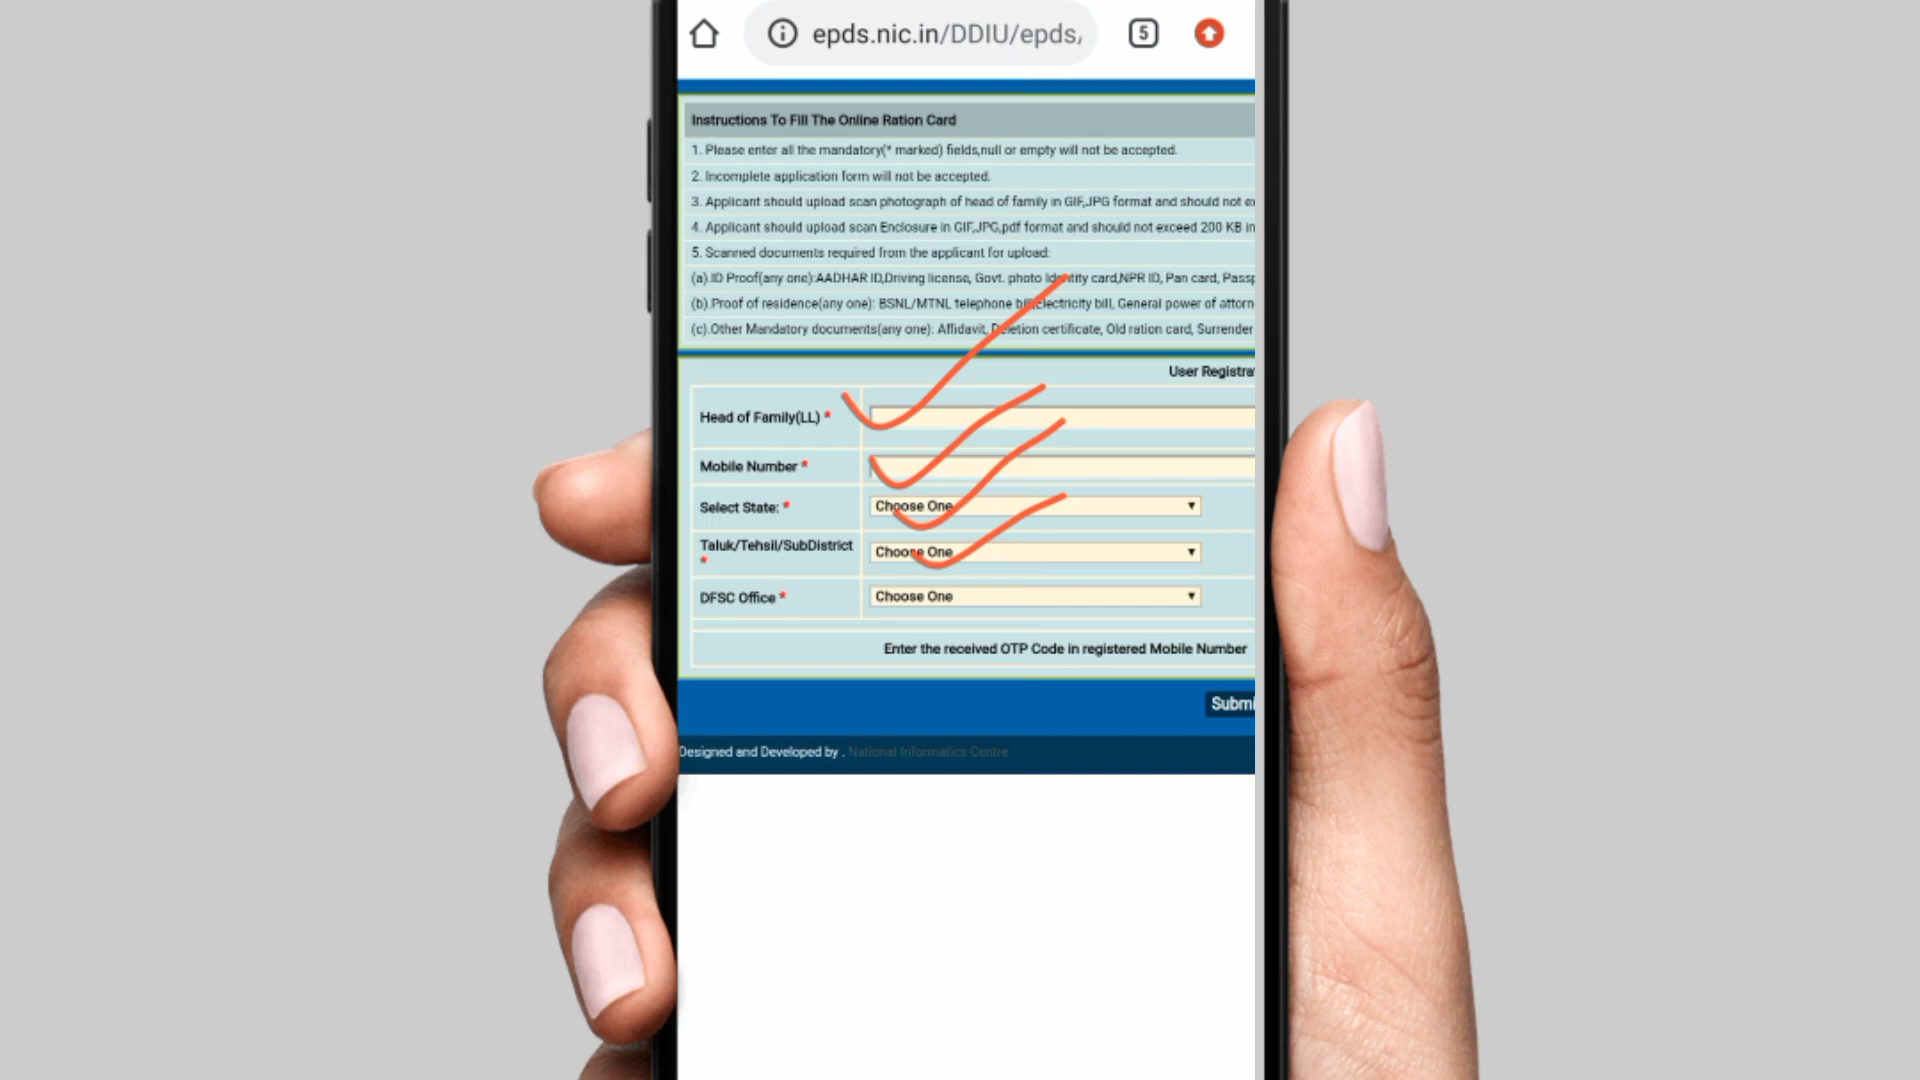 epds.nic.in/DDIU/epds/
5
Instructions To Fill The Online Ration Card
1. Please enter all the mandatory(* marked) fields,null or empty will not be accepted.
2. Incomplete application form will not be accepted.
3. Applicant should upload scan photograph of head of family in GIF,JPG format and should not ex
4. Applicant should upload scan Enclosure in GIF,JPG,pdf format and should not exceed 200 KB in
5. Scanned documents required from the applicant for upload:
(a).ID Proof(any one):AADHAR ID,Driving license, Govt. photo Identity card,NPR ID, Pan card, Passp
(b).Proof of residence(any one): BSNL/MTNL telephone bill,Electricity bill, General power of attorn
(c).Other Mandatory documents(any one): Affidavit, Deletion certificate, Old ration card, Surrender
User Registra
Head of Family(LL) *
Mobile Number *
Select State: * Choose One
Taluk/Tehsil/SubDistrict * Choose One
DFSC Office * Choose One
Enter the received OTP Code in registered Mobile Number
Submi
Designed and Developed by . National Informatics Centre